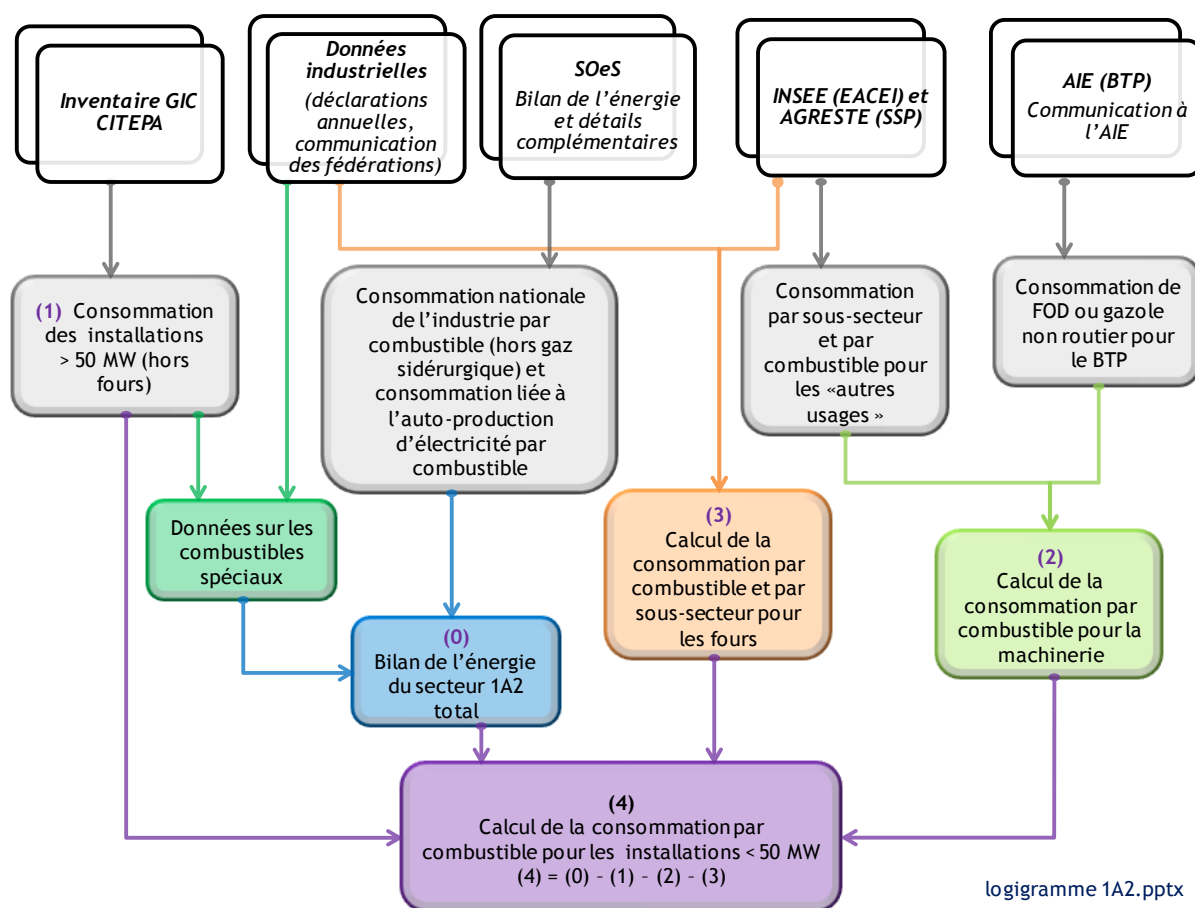 Inventaire GIC
CITEPA
Données
industrielles
(déclarations
annuelles,
communication
des fédérations)
SOeS
Bilan de l’énergie
et détails
complémentaires
INSEE (EACEI) et
AGRESTE (SSP)
AIE (BTP)
Communication à
l’AIE
(1) Consommation
des installations
> 50 MW (hors
fours)
Consommation nationale
de l’industrie par
combustible (hors gaz
sidérurgique) et
consommation liée à
l’auto-production
d’électricité par
combustible
Consommation
par sous-secteur
et par
combustible pour
les «autres
usages »
Consommation de
FOD ou gazole
non routier pour
le BTP
Données sur les
combustibles
spéciaux
(3)
Calcul de la
consommation par
combustible et par
sous-secteur pour
les fours
(2)
Calcul de la
consommation par
combustible pour la
machinerie
(0)
Bilan de l’énergie
du secteur 1A2
total
(4)
Calcul de la consommation par
combustible pour les installations < 50 MW
(4) = (0) – (1) – (2) – (3)
logigramme 1A2.pptx